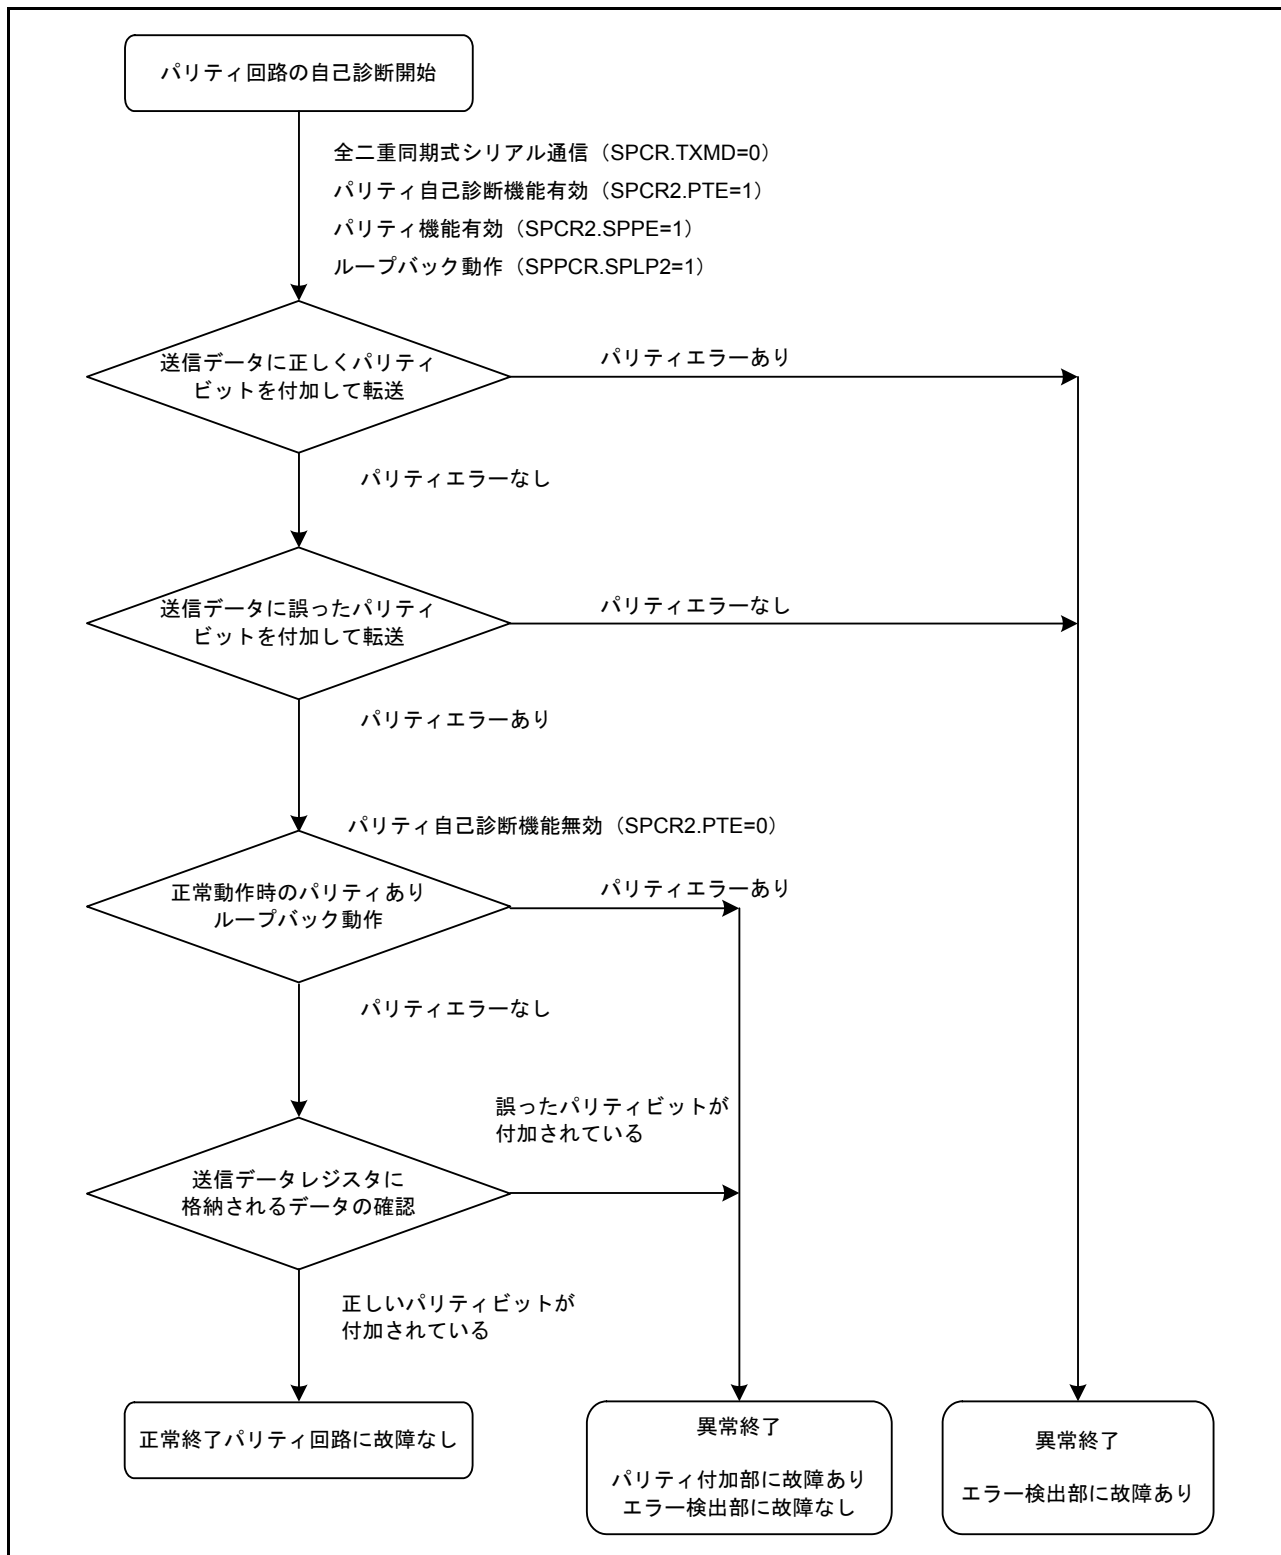 パリティ回路の自己診断開始
全二重同期式シリアル通信（SPCR.TXMD=0）
パリティ自己診断機能有効（SPCR2.PTE=1）
パリティ機能有効（SPCR2.SPPE=1）
ループバック動作（SPPCR.SPLP2=1）
送信データに正しくパリティ
ビットを付加して転送
パリティエラーあり
パリティエラーなし
送信データに誤ったパリティ
ビットを付加して転送
パリティエラーなし
パリティエラーあり
パリティ自己診断機能無効（SPCR2.PTE=0）
正常動作時のパリティあり
ループバック動作
パリティエラーあり
パリティエラーなし
誤ったパリティビットが
付加されている
送信データレジスタに
格納されるデータの確認
正しいパリティビットが
付加されている
正常終了パリティ回路に故障なし
異常終了
パリティ付加部に故障あり
エラー検出部に故障なし
異常終了
エラー検出部に故障あり